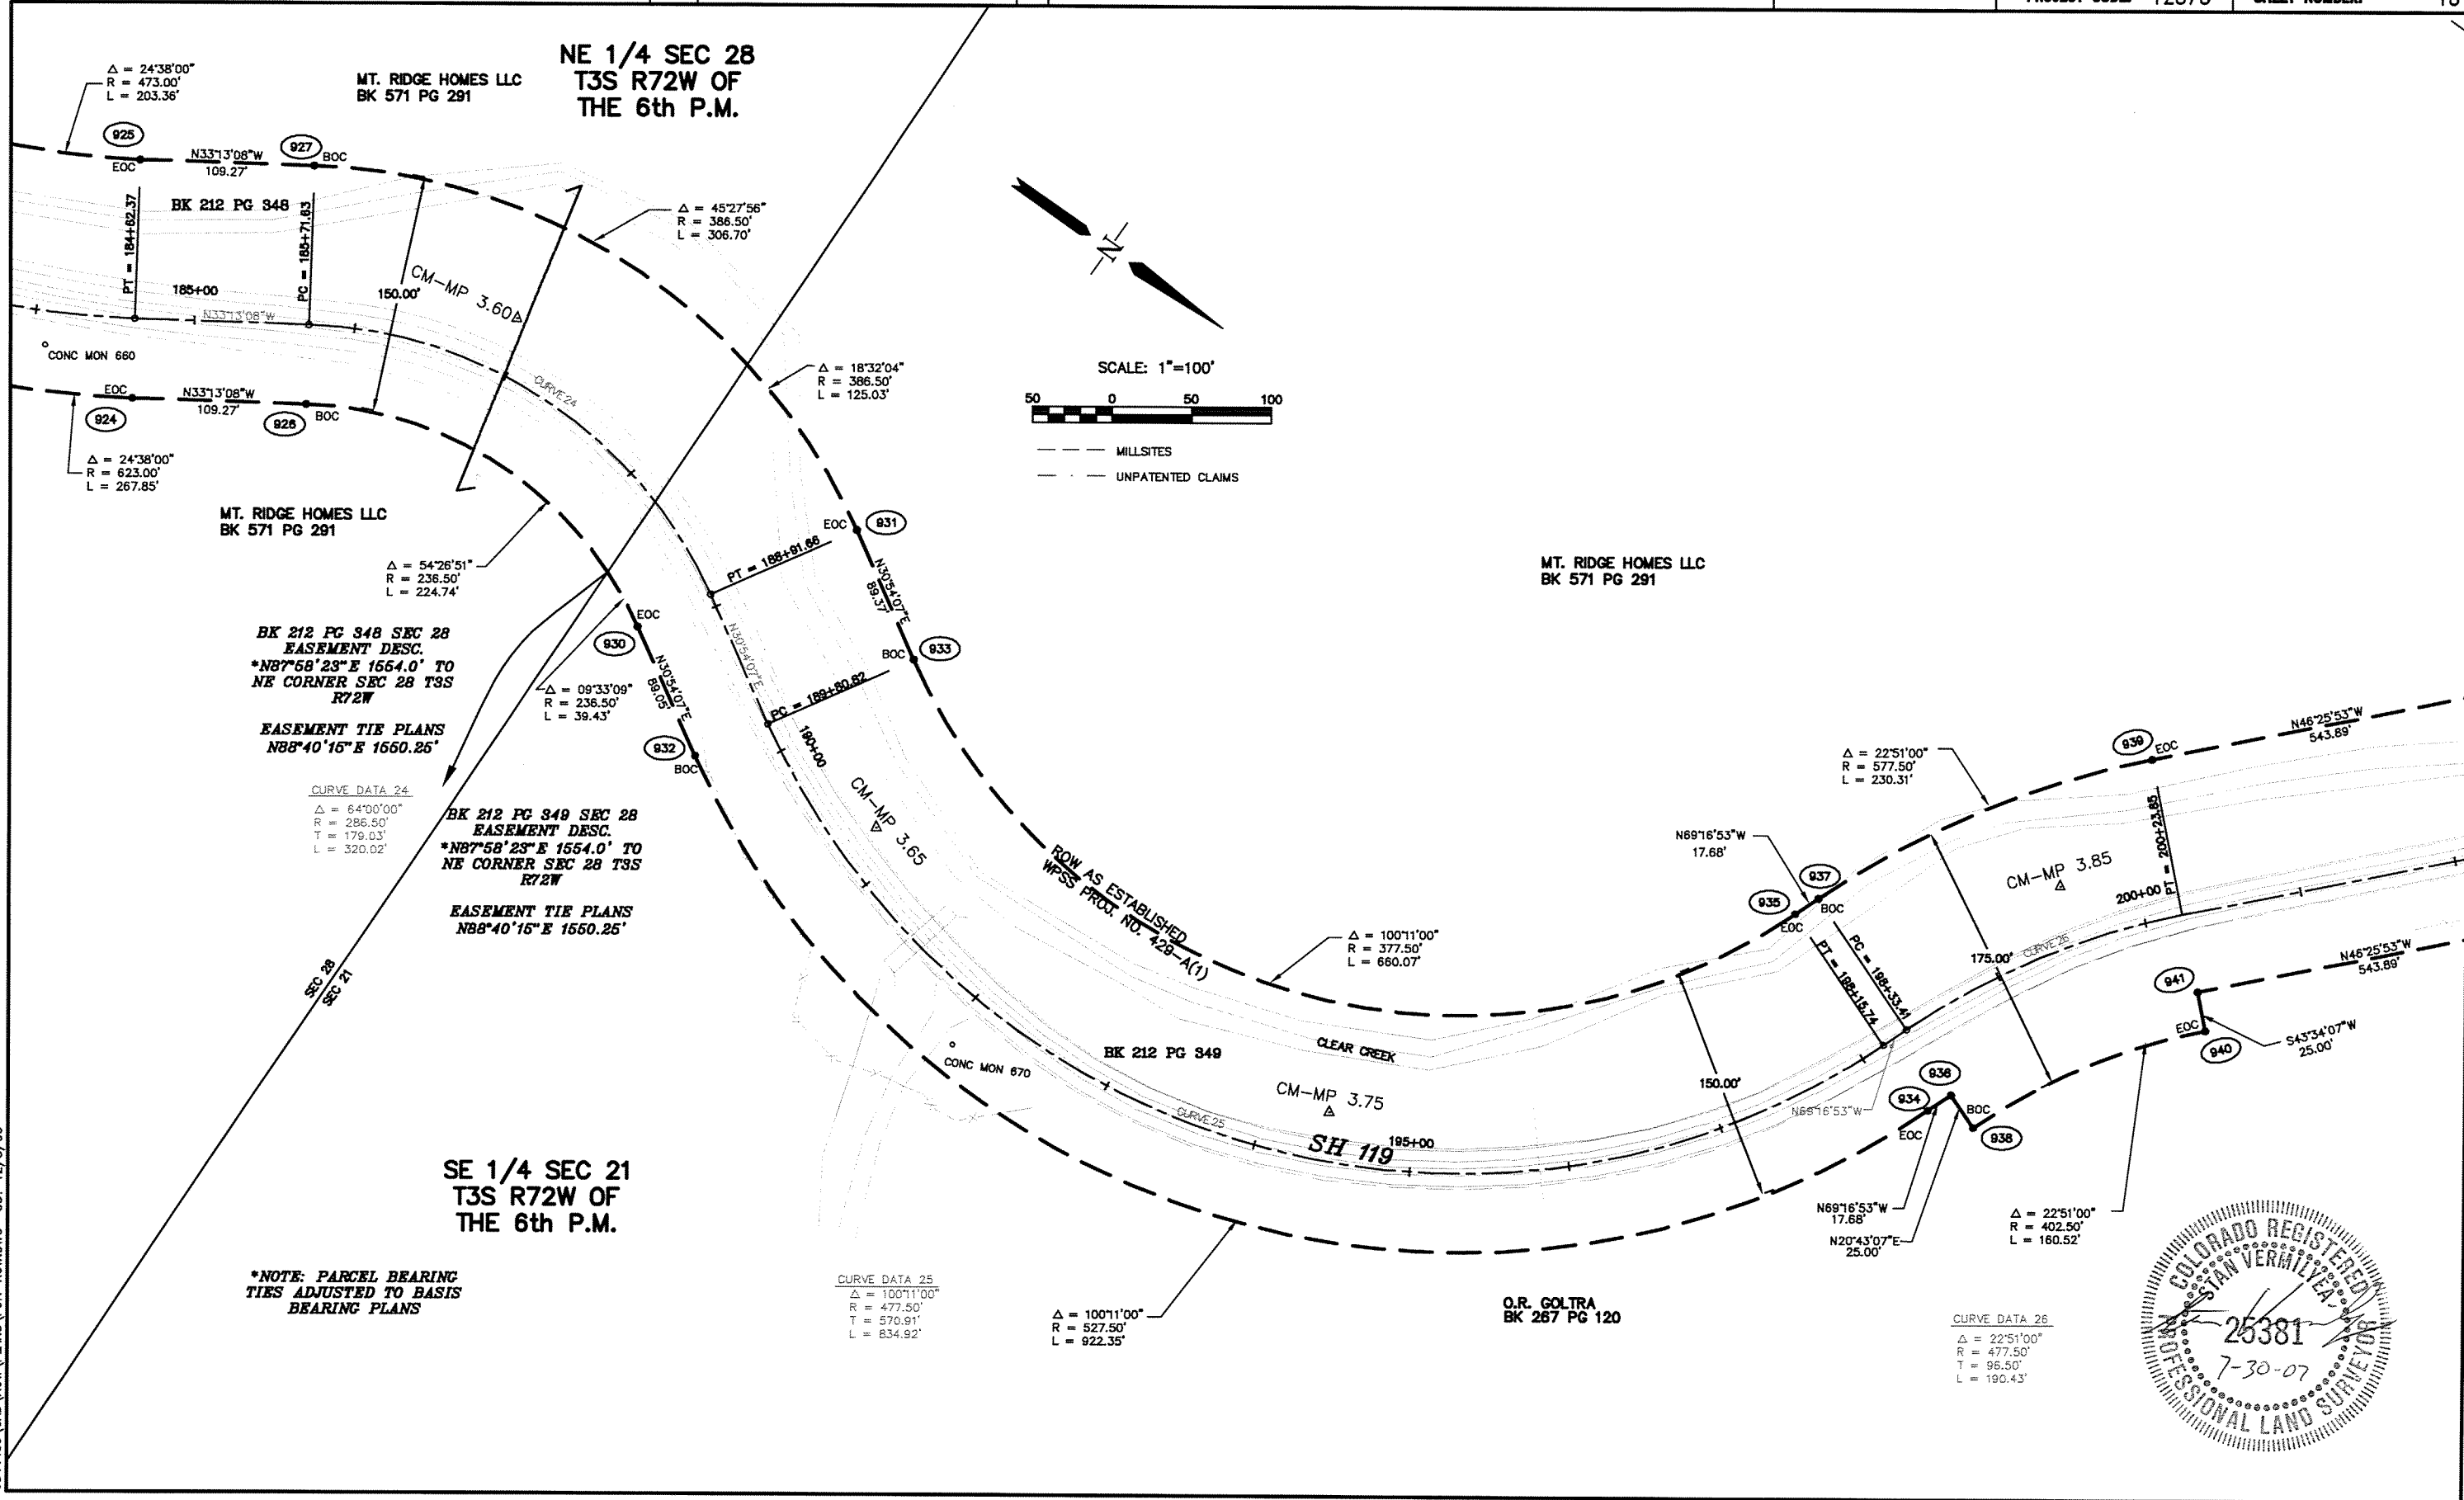 NE 1/4 SEC 28
T3S R72W OF
THE 6th P.M.
Δ = 24°38'00"
R = 473.00'
L = 203.36'
MT. RIDGE HOMES LLC
BK 571 PG 291
925
EOC
N33°13'08"W
109.27'
927
BOC
BK 212 PG 348
PT = 184+62.37
PC = 185+71.63
185+00
N33°13'08"W
150.00'
CM-MP 3.60
Δ = 45°27'56"
R = 386.50'
L = 306.70'
CONC MON 660
EOC
924
N33°13'08"W
109.27'
926
BOC
CURVE 24
Δ = 18°32'04"
R = 386.50'
L = 125.03'
N
SCALE: 1"=100'
50 0 50 100
MILLSITES
UNPATENTED CLAIMS
Δ = 24°38'00"
R = 623.00'
L = 267.85'
MT. RIDGE HOMES LLC
BK 571 PG 291
Δ = 54°26'51"
R = 236.50'
L = 224.74'
EOC
931
PT = 188+91.66
N30°54'07"E
89.37'
BOC
933
MT. RIDGE HOMES LLC
BK 571 PG 291
BK 212 PG 348 SEC 28
EASEMENT DESC.
*N87°58'23"E 1554.0' TO
NE CORNER SEC 28 T3S
R72W
EASEMENT TIE PLANS
N88°40'15"E 1550.25'
EOC
930
N30°54'07"E
89.05'
N30°54'07"E
PC = 189+80.82
932
BOC
190+00
Δ = 09°33'09"
R = 236.50'
L = 39.43'
CURVE DATA 24
Δ = 64°00'00"
R = 286.50'
T = 179.03'
L = 320.02'
BK 212 PG 349 SEC 28
EASEMENT DESC.
*N87°58'23"E 1554.0' TO
NE CORNER SEC 28 T3S
R72W
EASEMENT TIE PLANS
N88°40'15"E 1550.25'
CM-MP 3.65
ROW AS ESTABLISHED
WPSS PROJ. NO. 429-A(1)
SEC 28
SEC 21
Δ = 100°11'00"
R = 377.50'
L = 660.07'
N69°16'53"W
17.68'
935
EOC
937
BOC
Δ = 22°51'00"
R = 577.50'
L = 230.31'
939
EOC
N46°25'53"W
543.89'
PT = 198+15.74
PC = 198+33.41
175.00'
CM-MP 3.85
200+00
PT = 200+23.85
CURVE 26
N46°25'53"W
543.89'
941
EOC
940
S43°34'07"W
25.00'
CONC MON 670
BK 212 PG 349
CLEAR CREEK
CM-MP 3.75
CURVE 25
SH 119
195+00
150.00'
N69°16'53"W
934
EOC
936
BOC
938
N69°16'53"W
17.68'
N20°43'07"E
25.00'
Δ = 22°51'00"
R = 402.50'
L = 160.52'
SE 1/4 SEC 21
T3S R72W OF
THE 6th P.M.
*NOTE: PARCEL BEARING
TIES ADJUSTED TO BASIS
BEARING PLANS
CURVE DATA 25
Δ = 100°11'00"
R = 477.50'
T = 570.91'
L = 834.92'
Δ = 100°11'00"
R = 527.50'
L = 922.35'
O.R. GOLTRA
BK 267 PG 120
CURVE DATA 26
Δ = 22°51'00"
R = 477.50'
T = 96.50'
L = 190.43'
COLORADO REGISTERED
STAN VERMILYEA
25381
7-30-07
PROFESSIONAL LAND SURVEYOR